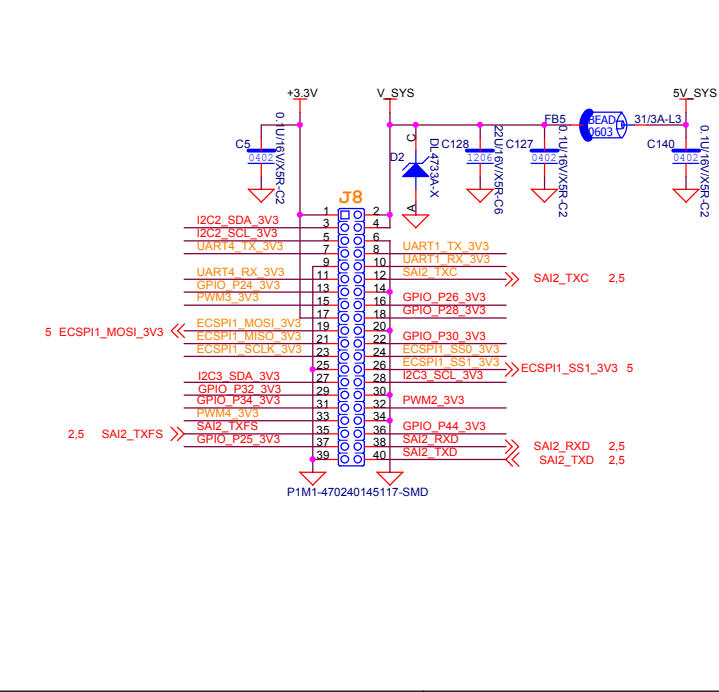 +3.3V
V_SYS
5V_SYS
C5
0402
0.1U/16V/X5R-C2
D2
C
A
DL4733A-X
C128
1206
22U/16V/X5R-C6
C127
0402
0.1U/16V/X5R-C2
FB5
BEAD
0603
31/3A-L3
C140
0402
0.1U/16V/X5R-C2
J8
1 2
I2C2_SDA_3V3 3 4
I2C2_SCL_3V3 5 6
UART4_TX_3V3 7 8 UART1_TX_3V3
9 10 UART1_RX_3V3
UART4_RX_3V3 11 12 SAI2_TXC SAI2_TXC 2,5
GPIO_P24_3V3 13 14
PWM3_3V3 15 16 GPIO_P26_3V3
17 18 GPIO_P28_3V3
5 ECSPI1_MOSI_3V3 ECSPI1_MOSI_3V3 19 20
ECSPI1_MISO_3V3 21 22 GPIO_P30_3V3
ECSPI1_SCLK_3V3 23 24 ECSPI1_SS0_3V3
25 26 ECSPI1_SS1_3V3 ECSPI1_SS1_3V3 5
I2C3_SDA_3V3 27 28 I2C3_SCL_3V3
GPIO_P32_3V3 29 30
GPIO_P34_3V3 31 32 PWM2_3V3
PWM4_3V3 33 34
2,5 SAI2_TXFS SAI2_TXFS 35 36 GPIO_P44_3V3
GPIO_P25_3V3 37 38 SAI2_RXD SAI2_RXD 2,5
39 40 SAI2_TXD SAI2_TXD 2,5
P1M1-470240145117-SMD